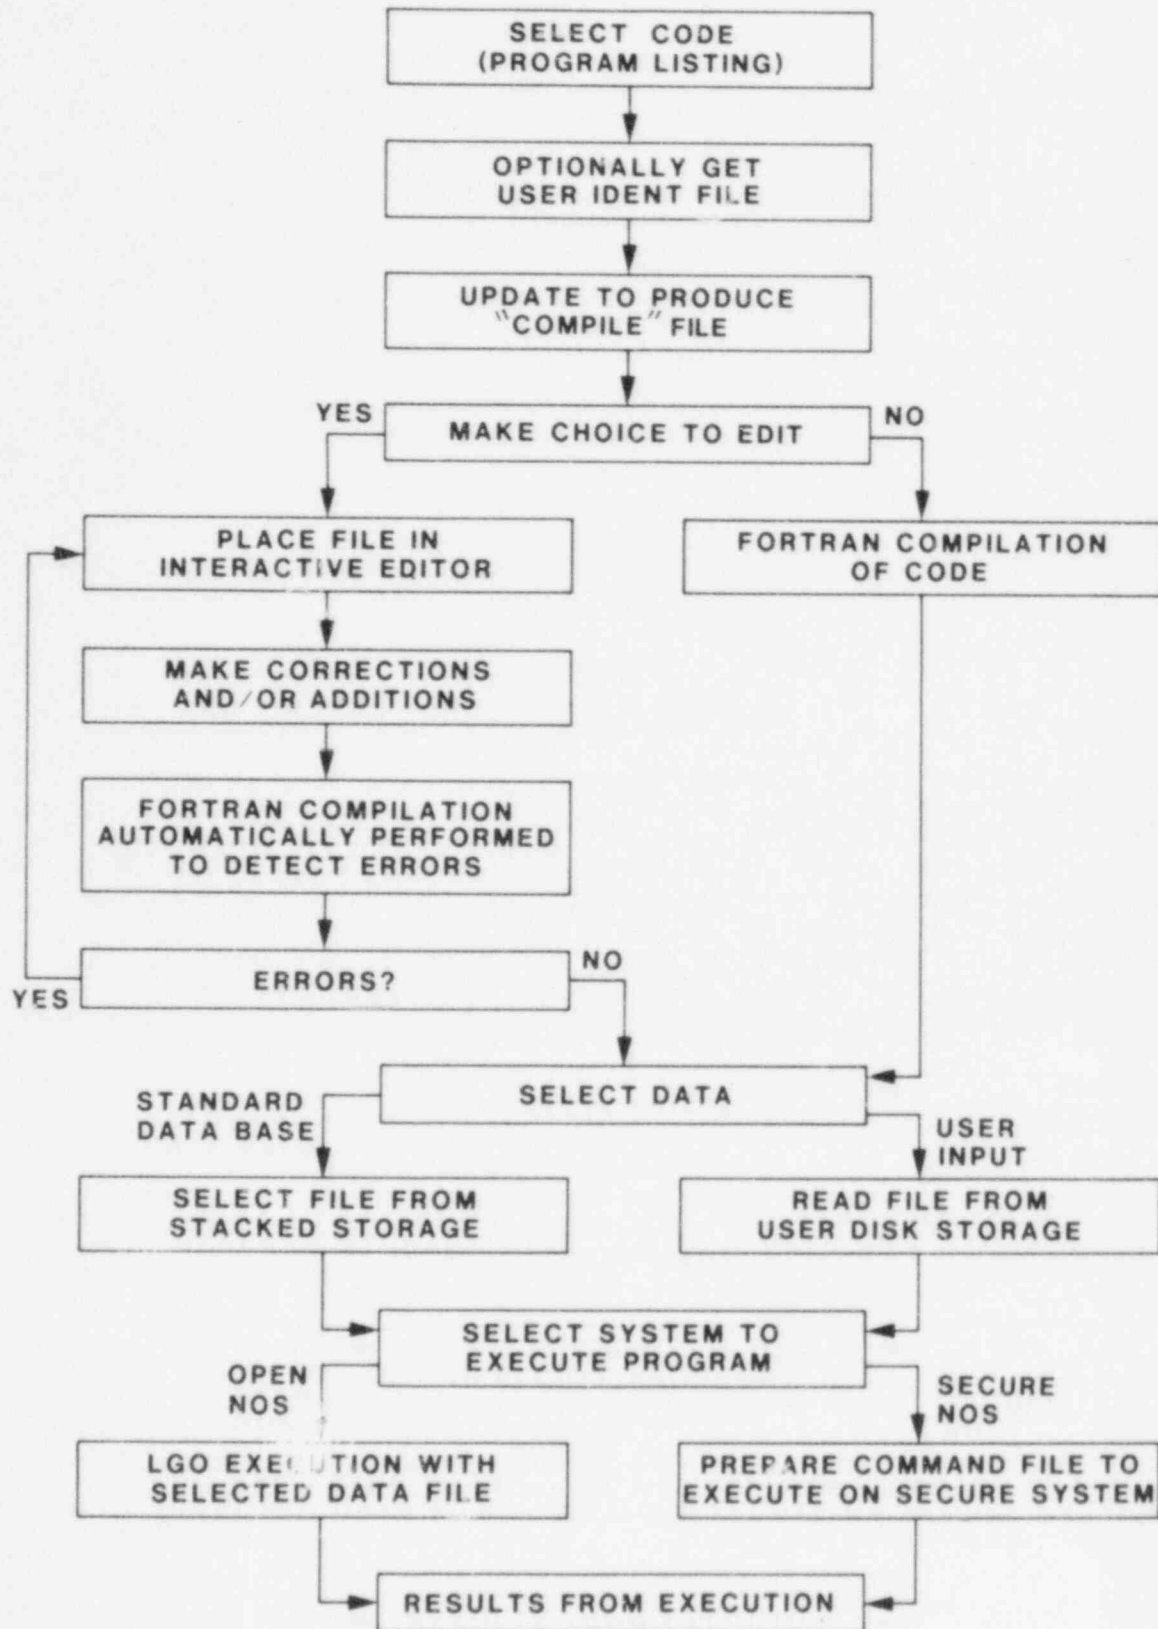 SELECT CODE
(PROGRAM LISTING)
OPTIONALLY GET
USER IDENT FILE
UPDATE TO PRODUCE
"COMPILE" FILE
YES
MAKE CHOICE TO EDIT
NO
PLACE FILE IN
INTERACTIVE EDITOR
FORTRAN COMPILATION
OF CODE
MAKE CORRECTIONS
AND/OR ADDITIONS
FORTRAN COMPILATION
AUTOMATICALLY PERFORMED
TO DETECT ERRORS
YES
ERRORS?
NO
SELECT DATA
STANDARD
DATA BASE
USER
INPUT
SELECT FILE FROM
STACKED STORAGE
READ FILE FROM
USER DISK STORAGE
SELECT SYSTEM TO
EXECUTE PROGRAM
OPEN
NOS
SECURE
NOS
LGO EXECUTION WITH
SELECTED DATA FILE
PREPARE COMMAND FILE TO
EXECUTE ON SECURE SYSTEM
RESULTS FROM EXECUTION